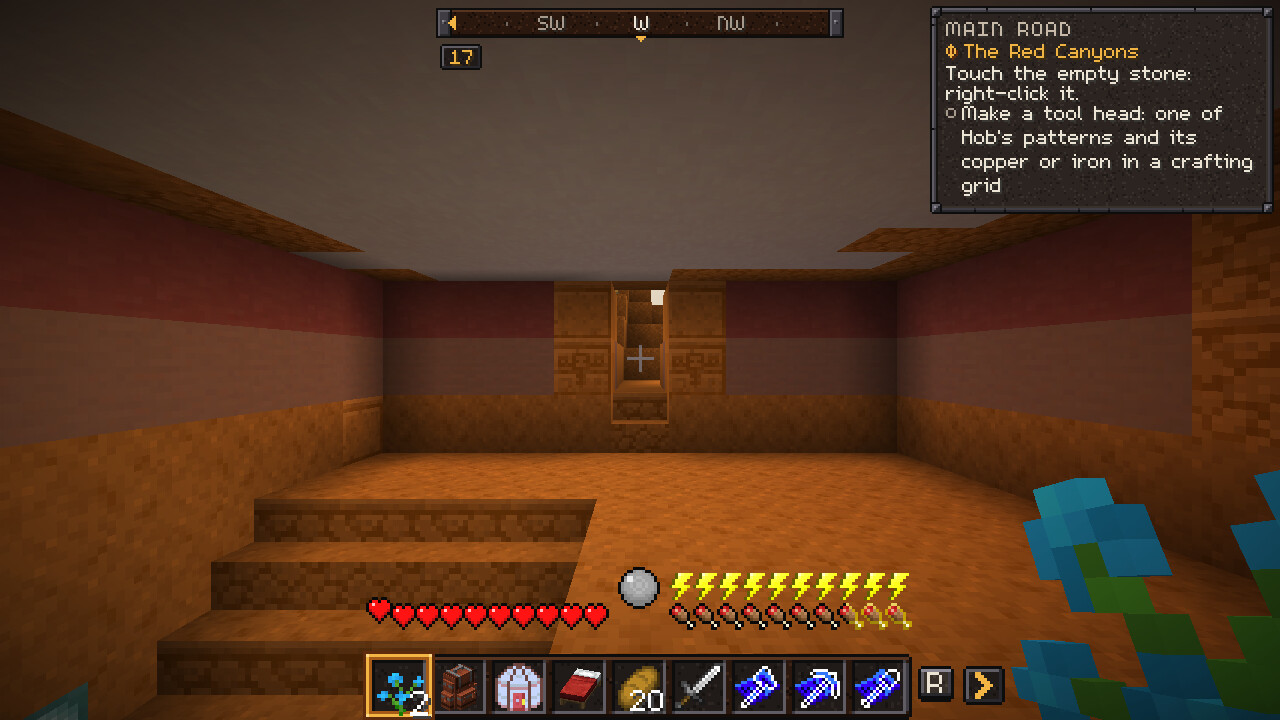 SW W NW
17
MAIN ROAD
The Red Canyons
Touch the empty stone:
right-click it.
Make a tool head: one of
Hob's patterns and its
copper or iron in a crafting
grid
2
20
R